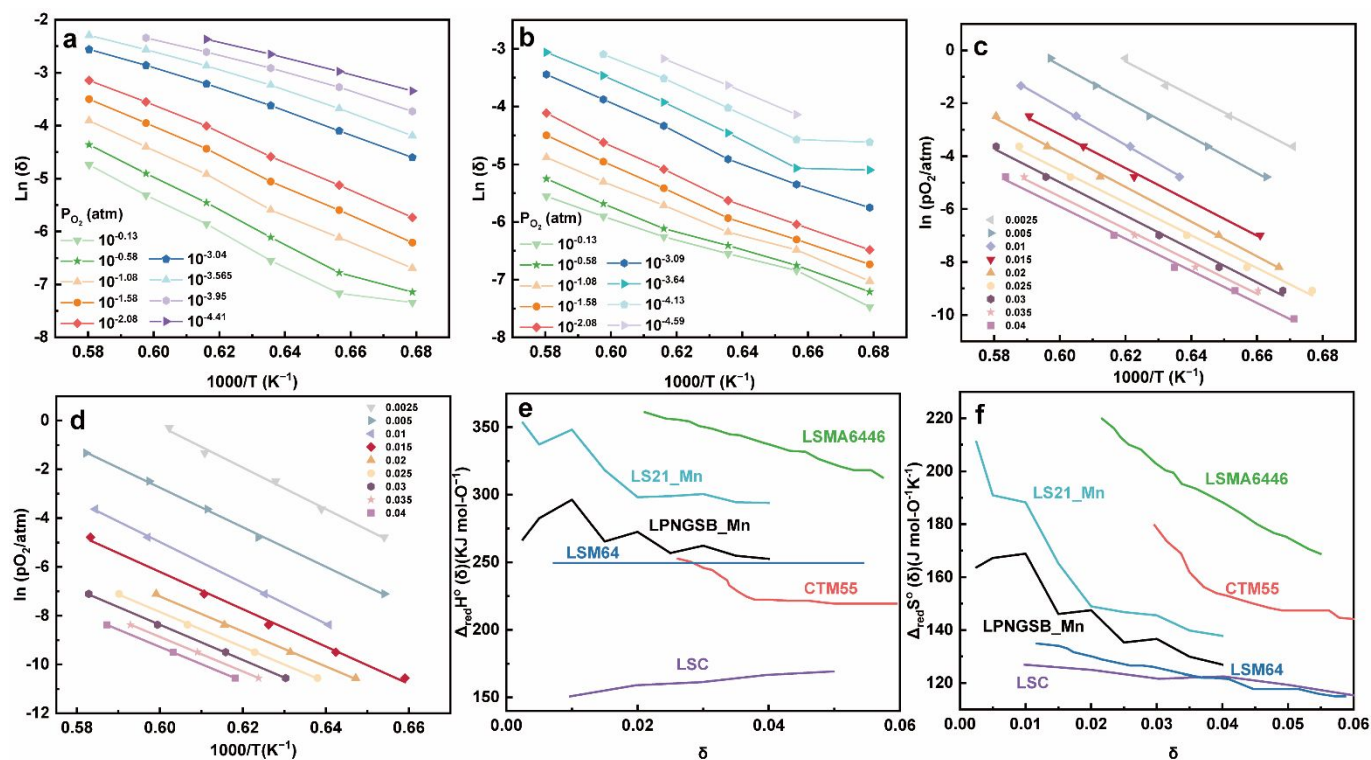 a
-2
-3
-4
-5
-6
-7
-8
Ln (δ)
P_O₂ (atm)
10^-0.13
10^-0.58
10^-1.08
10^-1.58
10^-2.08
10^-3.04
10^-3.565
10^-3.95
10^-4.41
0.58 0.60 0.62 0.64 0.66 0.68
1000/T (K⁻¹)
b
-3
-4
-5
-6
-7
-8
Ln (δ)
P_O₂ (atm)
10^-0.13
10^-0.58
10^-1.08
10^-1.58
10^-2.08
10^-3.09
10^-3.64
10^-4.13
10^-4.59
0.58 0.60 0.62 0.64 0.66 0.68
1000/T (K⁻¹)
c
0
-2
-4
-6
-8
-10
ln (pO₂/atm)
0.0025
0.005
0.01
0.015
0.02
0.025
0.03
0.035
0.04
0.58 0.60 0.62 0.64 0.66 0.68
1000/T (K⁻¹)
d
0
-2
-4
-6
-8
-10
-12
ln (pO₂/atm)
0.0025
0.005
0.01
0.015
0.02
0.025
0.03
0.035
0.04
0.58 0.60 0.62 0.64 0.66
1000/T(K⁻¹)
e
350
300
250
200
150
Δ_redH° (δ)(KJ mol-O⁻¹)
LSMA6446
LS21_Mn
LPNGSB_Mn
LSM64
CTM55
LSC
0.00 0.02 0.04 0.06
δ
f
220
200
180
160
140
120
Δ_redS° (δ)(J mol-O⁻¹K⁻¹)
LSMA6446
LS21_Mn
CTM55
LPNGSB_Mn
LSM64
LSC
0.00 0.01 0.02 0.03 0.04 0.05 0.06
δ